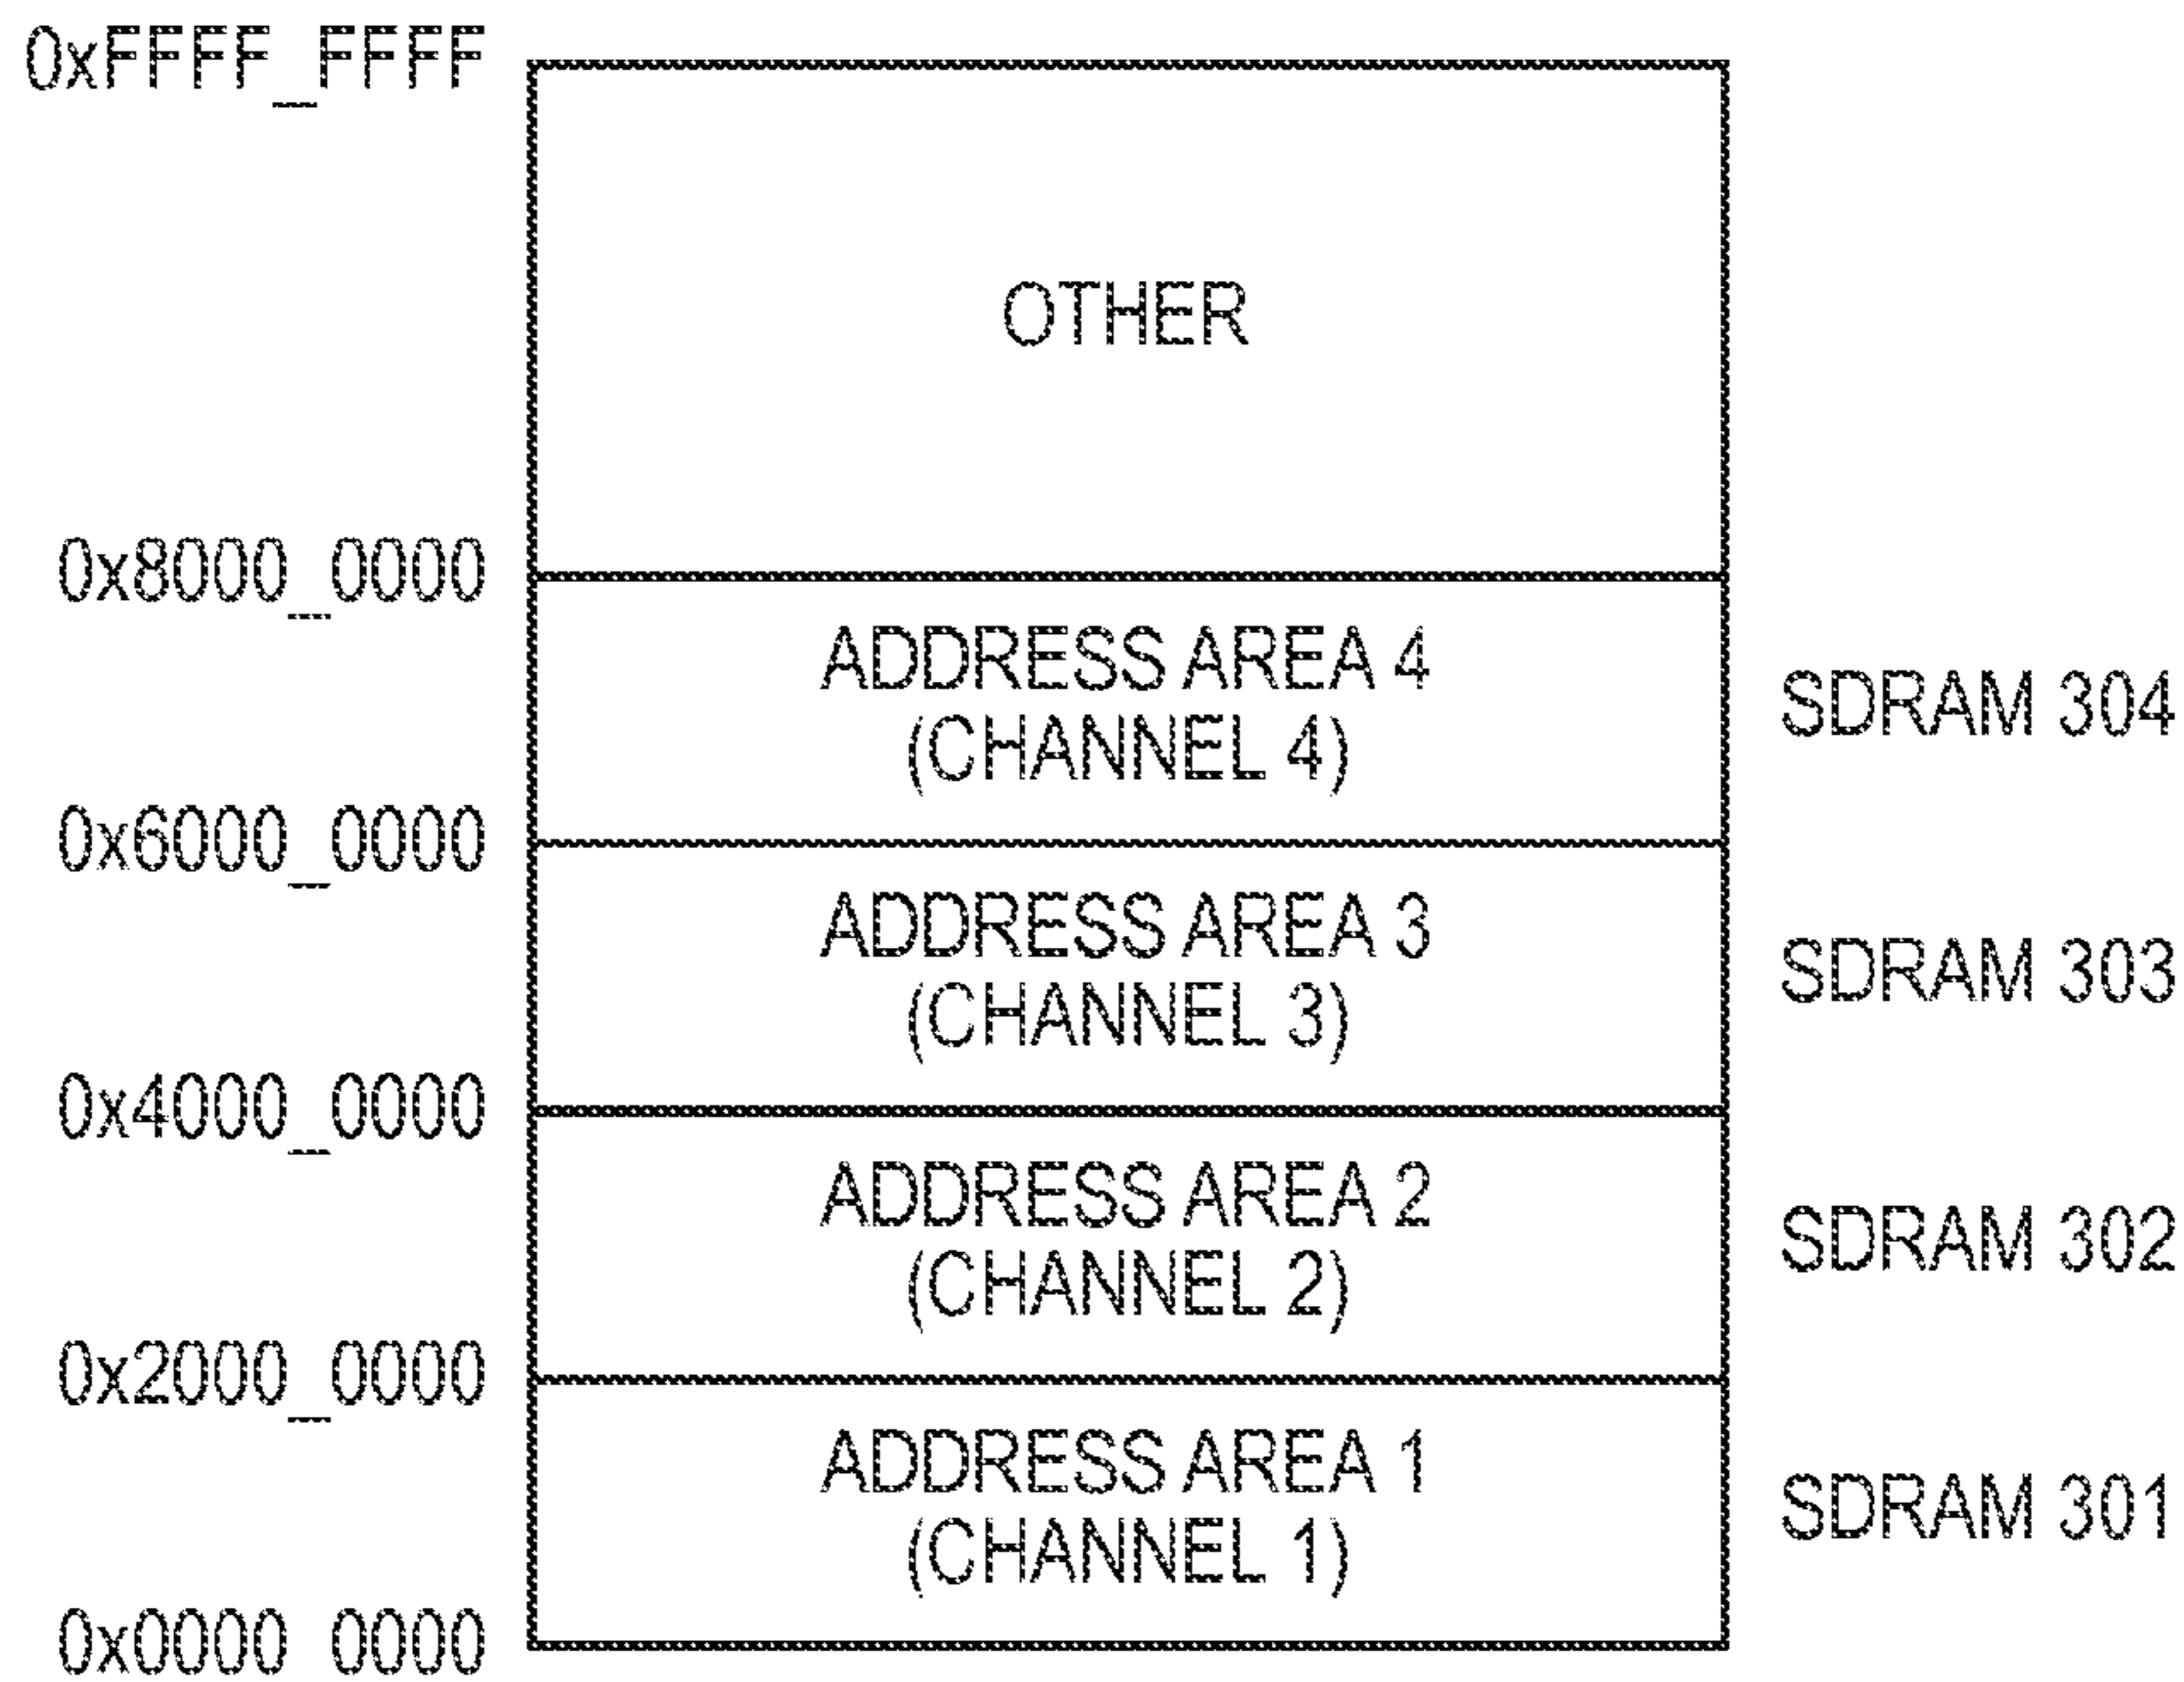 0xFFFF_FFFF
OTHER
0x8000_0000
ADDRESS AREA 4
(CHANNEL 4)
SDRAM 304
0x6000_0000
ADDRESS AREA 3
(CHANNEL 3)
SDRAM 303
0x4000_0000
ADDRESS AREA 2
(CHANNEL 2)
SDRAM 302
0x2000_0000
ADDRESS AREA 1
(CHANNEL 1)
SDRAM 301
0x0000_0000